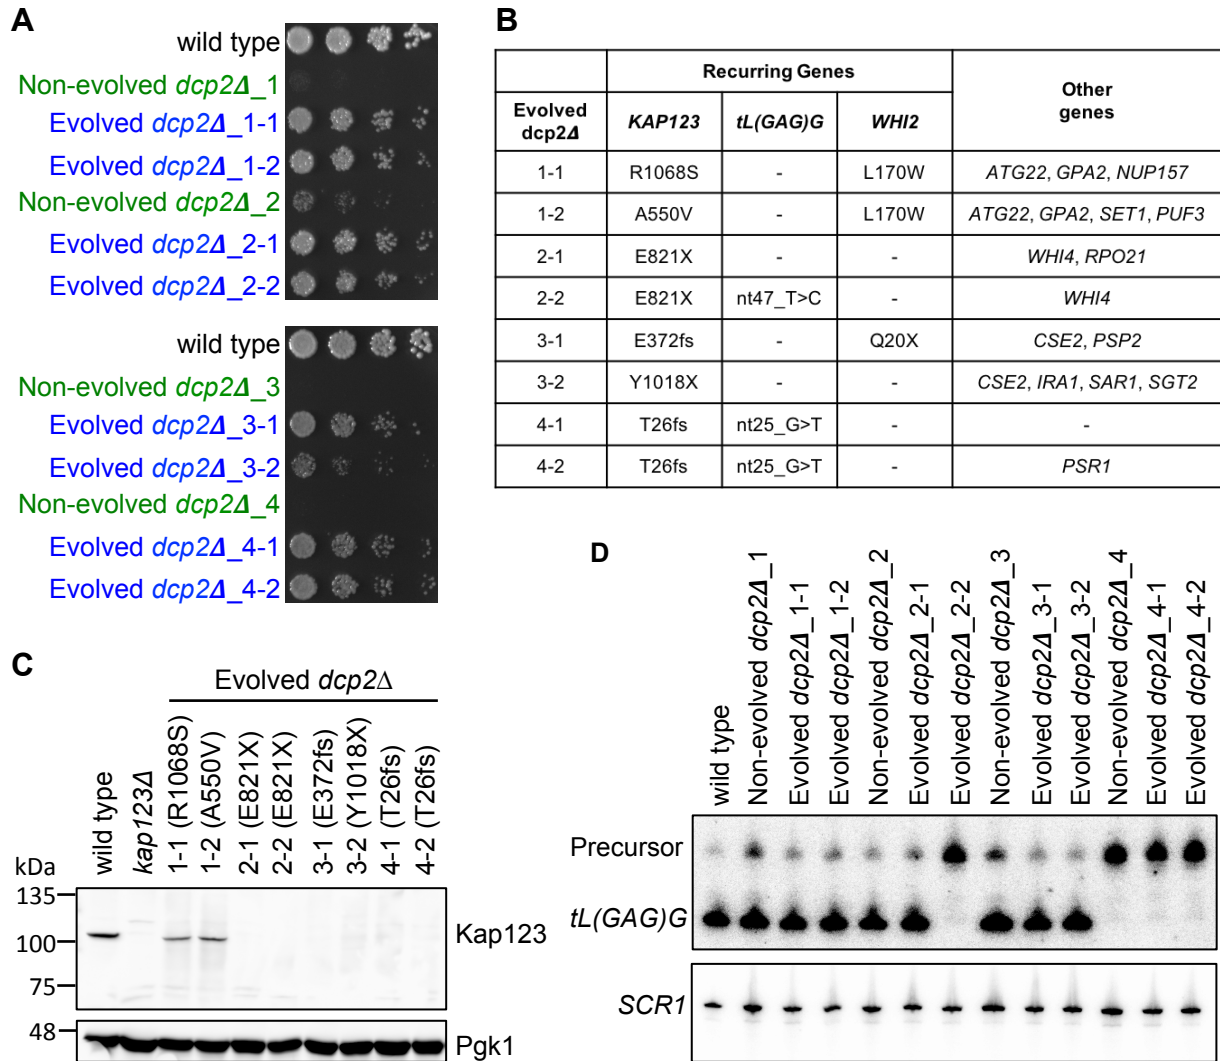 A
wild type
Non-evolved dcp2Δ_1
Evolved dcp2Δ_1-1
Evolved dcp2Δ_1-2
Non-evolved dcp2Δ_2
Evolved dcp2Δ_2-1
Evolved dcp2Δ_2-2
wild type
Non-evolved dcp2Δ_3
Evolved dcp2Δ_3-1
Evolved dcp2Δ_3-2
Non-evolved dcp2Δ_4
Evolved dcp2Δ_4-1
Evolved dcp2Δ_4-2
B
Recurring Genes
Other
genes
Evolved
dcp2Δ
KAP123 tL(GAG)G WHI2
1-1 R1068S - L170W ATG22, GPA2, NUP157
1-2 A550V - L170W ATG22, GPA2, SET1, PUF3
2-1 E821X - - WHI4, RPO21
2-2 E821X nt47_T>C - WHI4
3-1 E372fs - Q20X CSE2, PSP2
3-2 Y1018X - - CSE2, IRA1, SAR1, SGT2
4-1 T26fs nt25_G>T - -
4-2 T26fs nt25_G>T - PSR1
C
Evolved dcp2Δ
wild type
kap123Δ
1-1 (R1068S)
1-2 (A550V)
2-1 (E821X)
2-2 (E821X)
3-1 (E372fs)
3-2 (Y1018X)
4-1 (T26fs)
4-2 (T26fs)
kDa
135
100
75
48
Kap123
Pgk1
D
wild type
Non-evolved dcp2Δ_1
Evolved dcp2Δ_1-1
Evolved dcp2Δ_1-2
Non-evolved dcp2Δ_2
Evolved dcp2Δ_2-1
Evolved dcp2Δ_2-2
Non-evolved dcp2Δ_3
Evolved dcp2Δ_3-1
Evolved dcp2Δ_3-2
Non-evolved dcp2Δ_4
Evolved dcp2Δ_4-1
Evolved dcp2Δ_4-2
Precursor
tL(GAG)G
SCR1